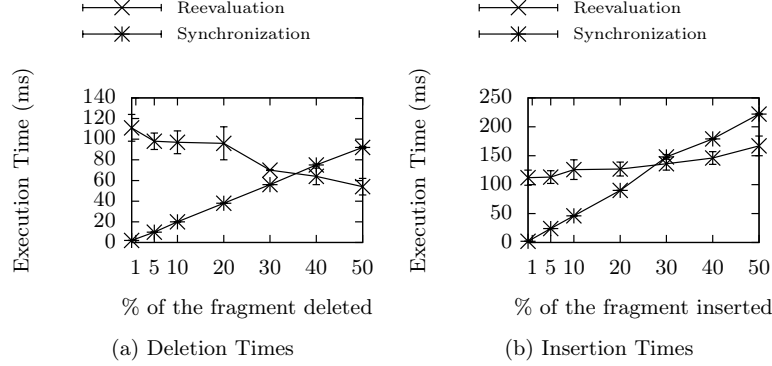 Reevaluation
Synchronization
Execution Time (ms)
140
120
100
80
60
40
20
0
1 5 10 20 30 40 50
% of the fragment deleted
(a) Deletion Times
Reevaluation
Synchronization
Execution Time (ms)
250
200
150
100
50
0
1 5 10 20 30 40 50
% of the fragment inserted
(b) Insertion Times